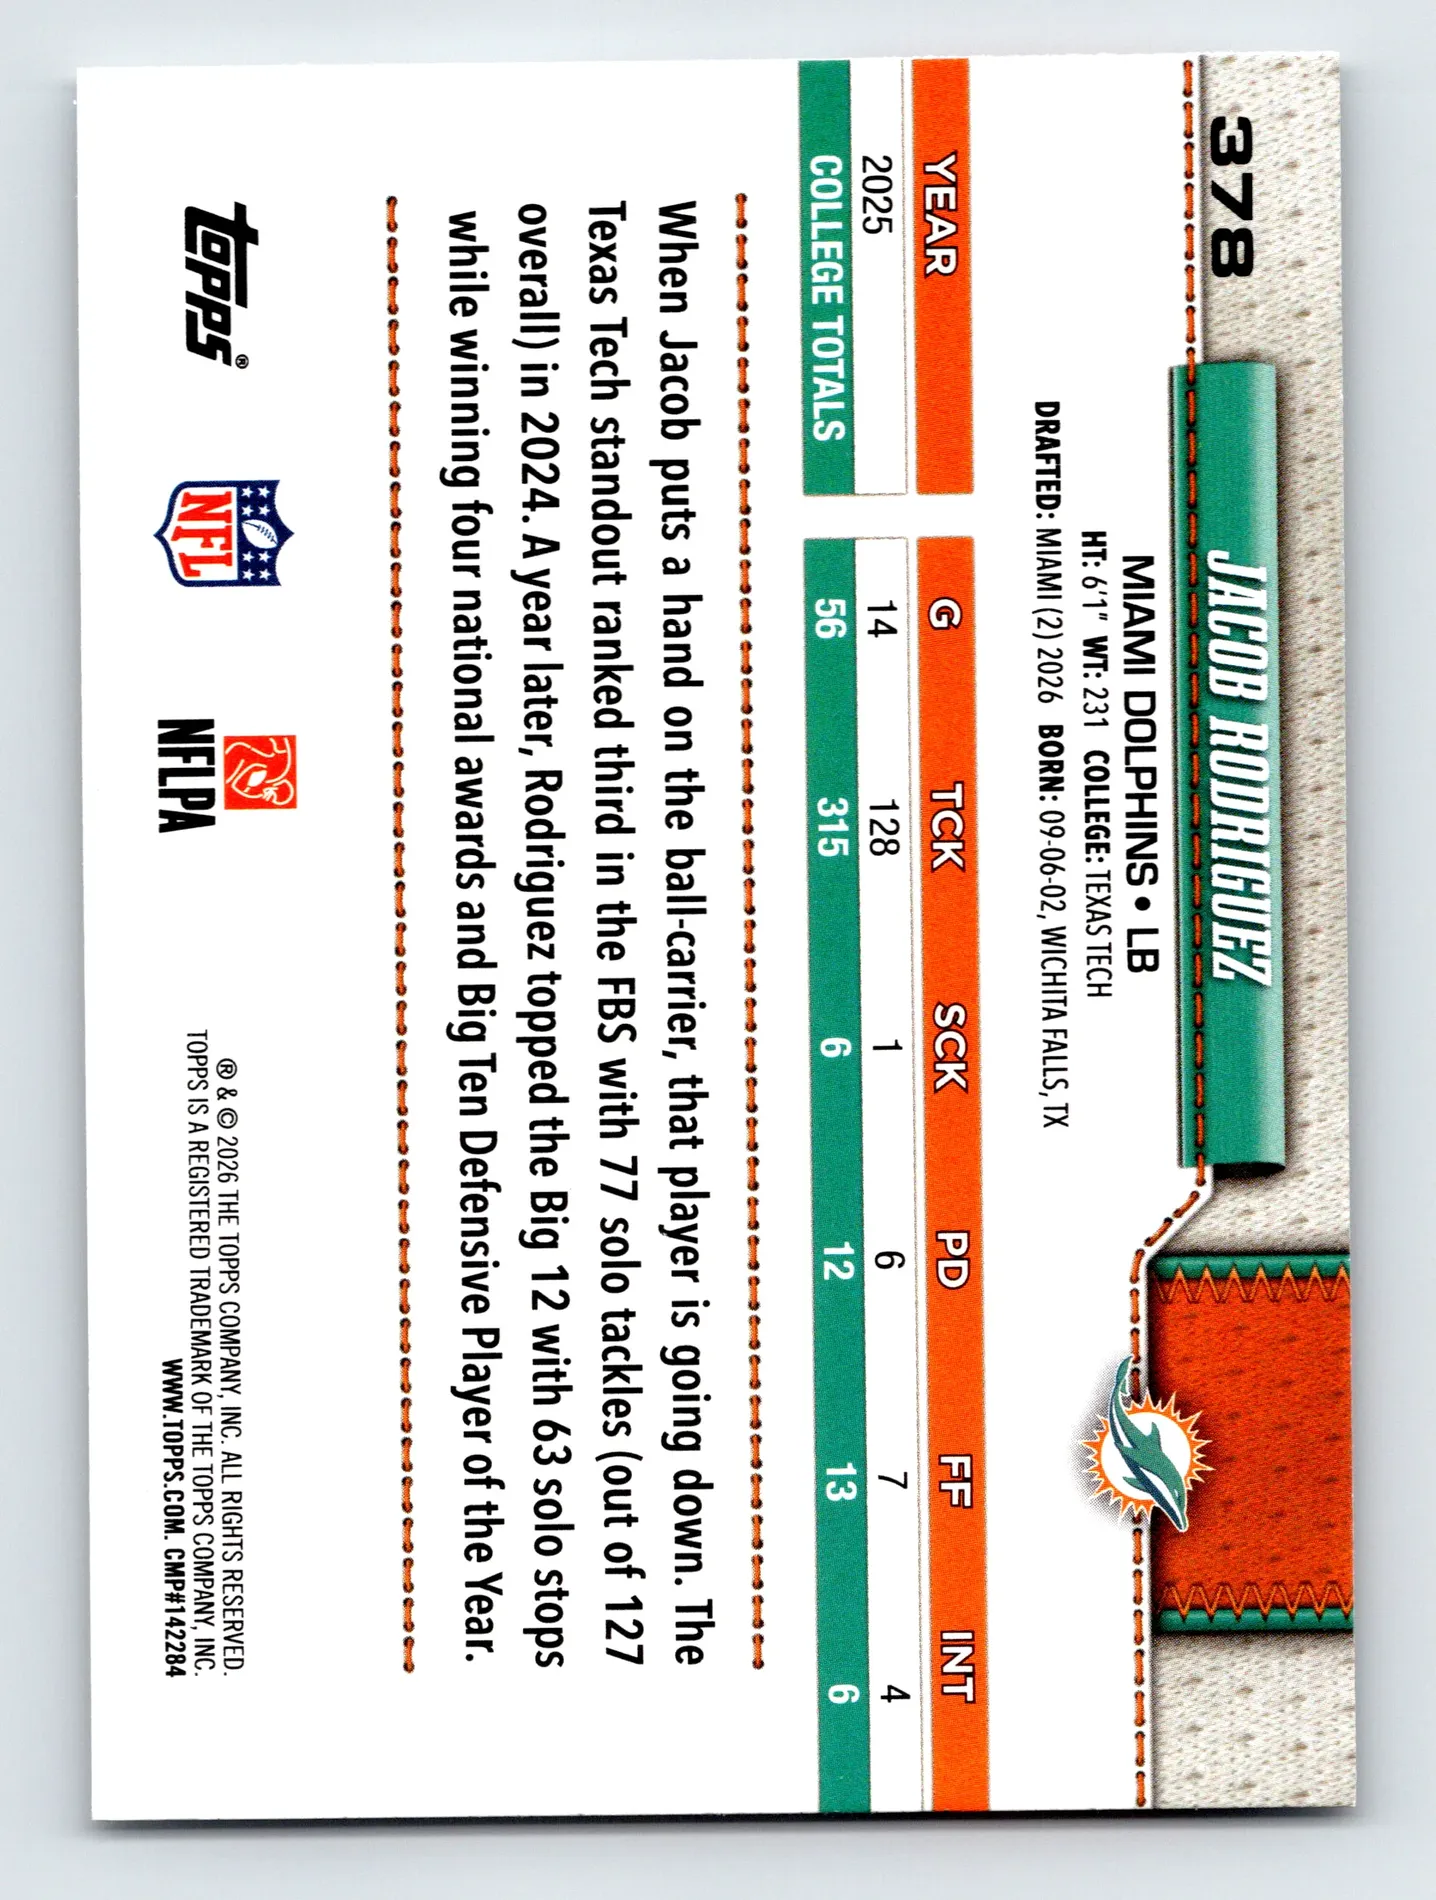 378
JACOB RODRIGUEZ
MIAMI DOLPHINS • LB
HT: 6'1" WT: 231 COLLEGE: TEXAS TECH
DRAFTED: MIAMI (2) 2026 BORN: 09-06-02, WICHITA FALLS, TX
YEAR G TCK SCK PD FF INT
2025 14 128 1 6 7 4
COLLEGE TOTALS 56 315 6 12 13 6
When Jacob puts a hand on the ball-carrier, that player is going down. The
Texas Tech standout ranked third in the FBS with 77 solo tackles (out of 127
overall) in 2024. A year later, Rodriguez topped the Big 12 with 63 solo stops
while winning four national awards and Big Ten Defensive Player of the Year.
topps®
NFL
NFLPA
® & © 2026 THE TOPPS COMPANY, INC. ALL RIGHTS RESERVED.
TOPPS IS A REGISTERED TRADEMARK OF THE TOPPS COMPANY, INC.
WWW.TOPPS.COM. CMP#142284